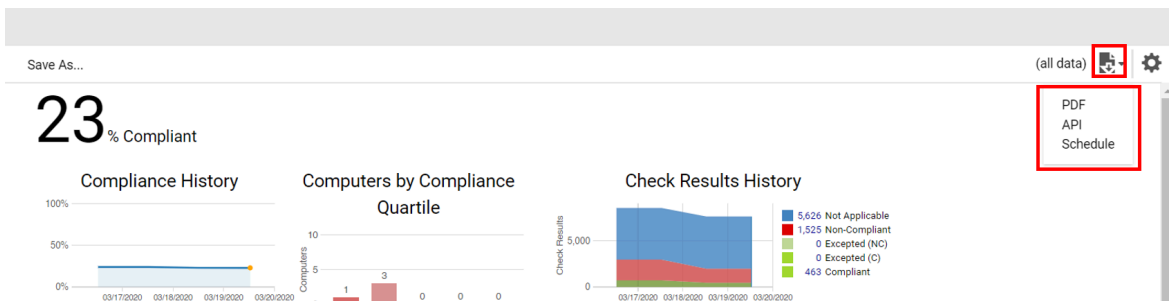 Save As...
(all data)
PDF
API
Schedule
23 % Compliant
Compliance History
100%
50%
0%
03/17/2020 03/18/2020 03/19/2020 03/20/2020
Computers by Compliance
Quartile
Computers
10
5
1 3 0 0 0
Check Results History
Check Results
5,000
0
03/17/2020 03/18/2020 03/19/2020 03/20/2020
5,626 Not Applicable
1,525 Non-Compliant
0 Excepted (NC)
0 Excepted (C)
463 Compliant